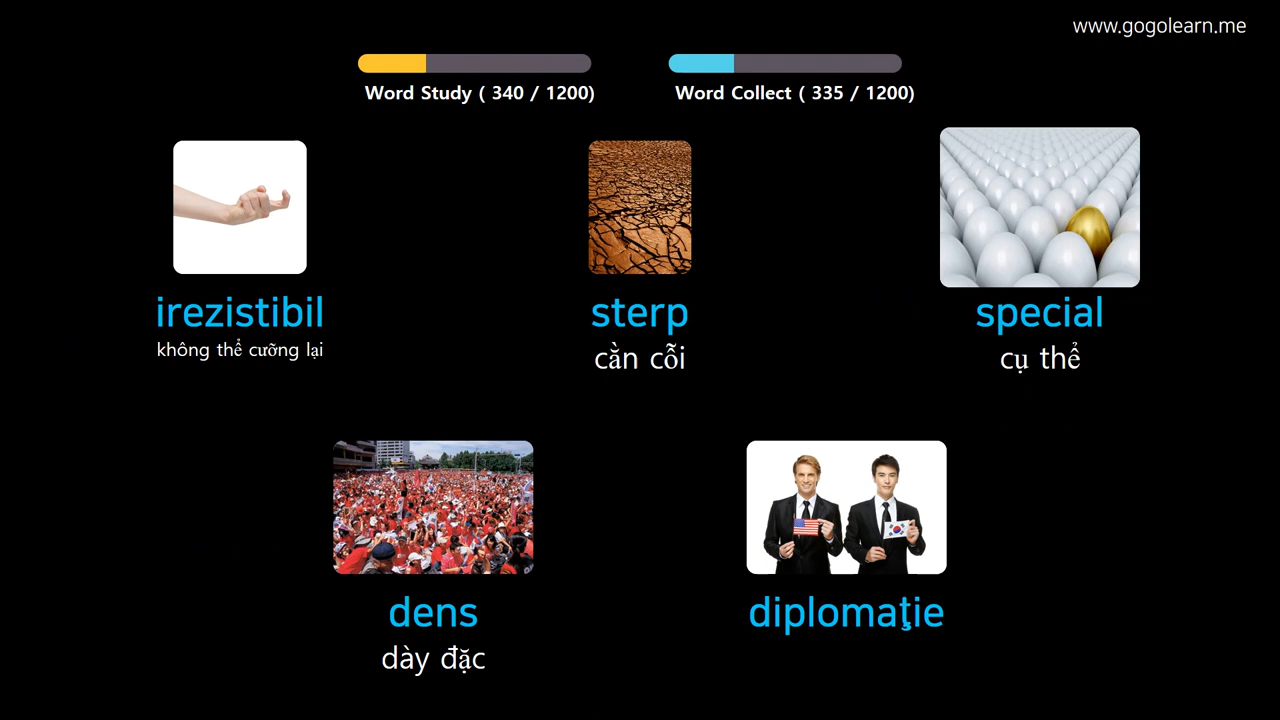 www.gogolearn.me
Word Study ( 340 / 1200)
Word Collect ( 335 / 1200)
irezistibil
không thể cưỡng lại
sterp
cằn cỗi
special
cụ thể
dens
dày đặc
diplomaţie